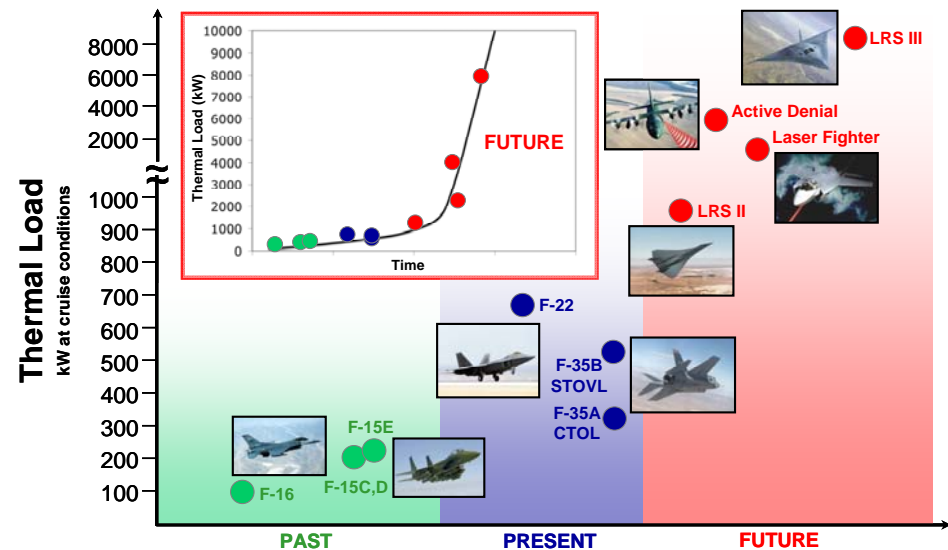 Thermal Load
kW at cruise conditions
8000
6000
4000
2000
1000
900
800
700
600
500
400
300
200
100
Thermal Load (kW)
10000
9000
8000
7000
6000
5000
4000
3000
2000
1000
0
FUTURE
Time
LRS III
Active Denial
Laser Fighter
LRS II
F-22
F-35B
STOVL
F-35A
CTOL
F-15E
F-15C,D
F-16
PAST
PRESENT
FUTURE